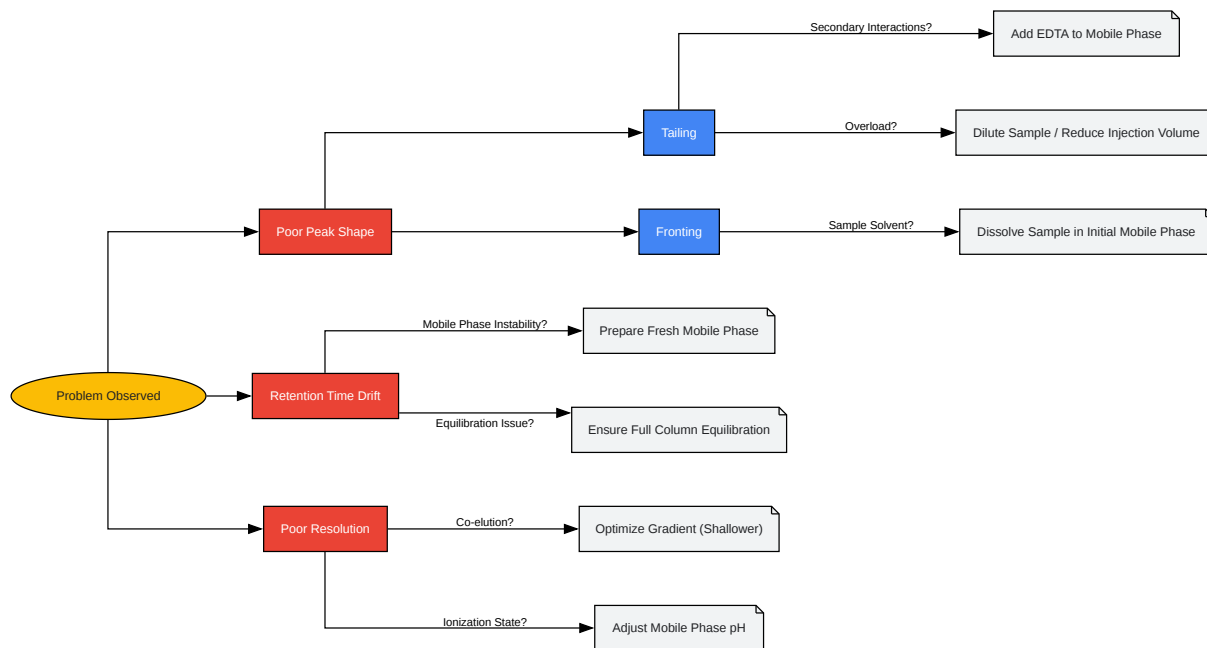 Secondary Interactions?
Add EDTA to Mobile Phase
Tailing
Overload?
Dilute Sample / Reduce Injection Volume
Poor Peak Shape
Fronting
Sample Solvent?
Dissolve Sample in Initial Mobile Phase
Mobile Phase Instability?
Prepare Fresh Mobile Phase
Problem Observed
Retention Time Drift
Equilibration Issue?
Ensure Full Column Equilibration
Poor Resolution
Co-elution?
Optimize Gradient (Shallower)
Ionization State?
Adjust Mobile Phase pH